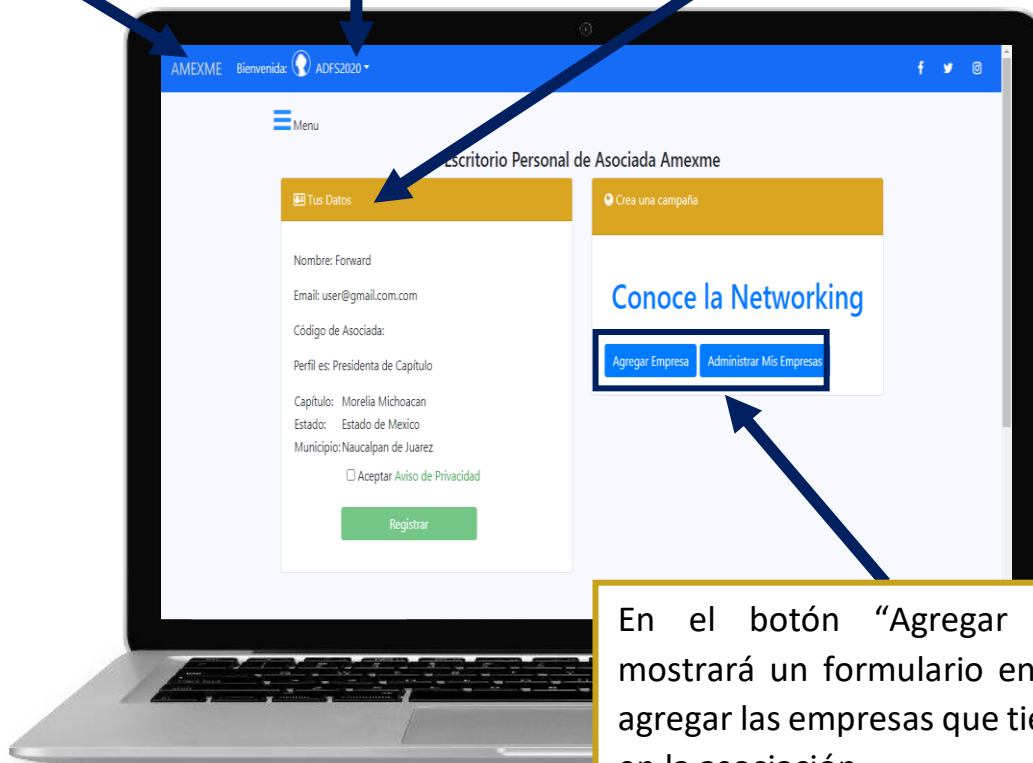 AMEXME Bienvenida: ADFS2020
Menu
Escritorio Personal de Asociada Amexme
Tus Datos
Nombre: Forward
Email: user@gmail.com.com
Código de Asociada:
Perfil es: Presidenta de Capítulo
Capítulo: Morelia Michoacan
Estado: Estado de Mexico
Municipio: Naucalpan de Juarez
Aceptar Aviso de Privacidad
Registrar
Crea una campaña
Conoce la Networking
Agregar Empresa Administrar Mis Empresas
En el botón “Agregar
mostrará un formulario en
agregar las empresas que
en la asociación